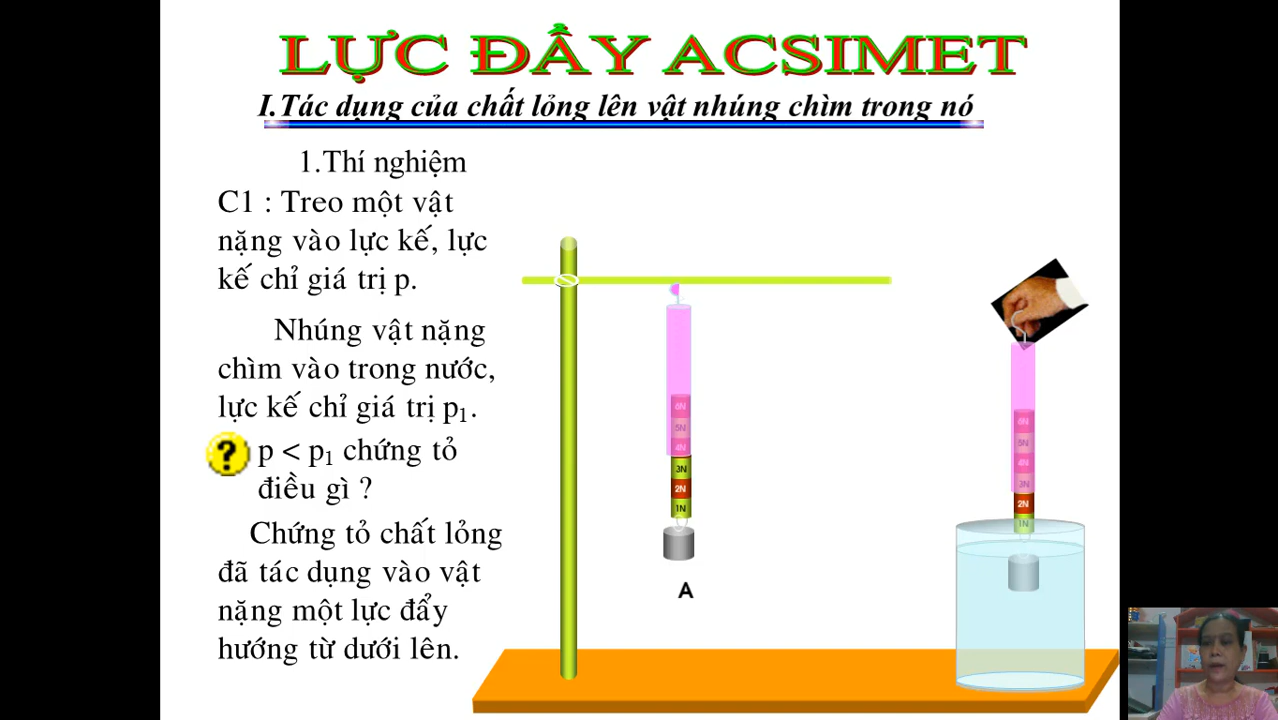 LỰC ĐẨY ACSIMET
I.Tác dụng của chất lỏng lên vật nhúng chìm trong nó
1.Thí nghiệm
C1 : Treo một vật
nặng vào lực kế, lực
kế chỉ giá trị p.
Nhúng vật nặng
chìm vào trong nước,
lực kế chỉ giá trị p₁.
?
p < p₁ chứng tỏ
điều gì ?
Chứng tỏ chất lỏng
đã tác dụng vào vật
nặng một lực đẩy
hướng từ dưới lên.
6N
5N
4N
3N
2N
1N
A
6N
5N
4N
3N
2N
1N